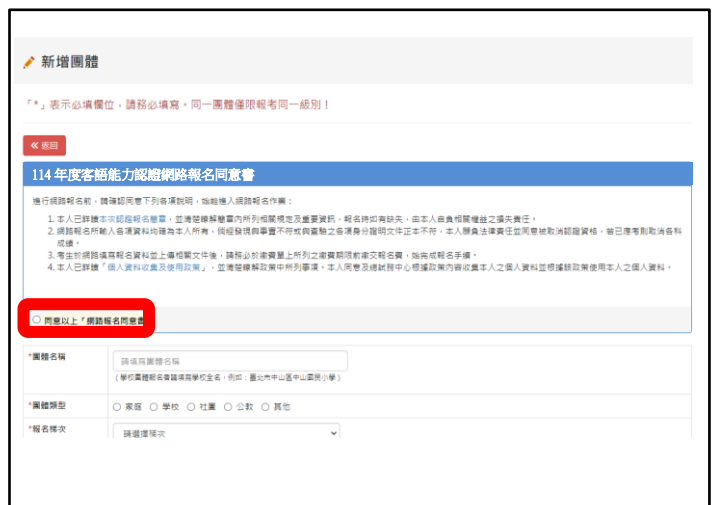 新增團體
「*」表示必填欄位，請務必填寫。同一團體僅限報考同一級別！
返回
114 年度客語能力認證網路報名同意書
進行網路報名前，請確認同意下列各項說明，始能進入網路報名作業：
1. 本人已詳讀本次認證報名簡章，並清楚瞭解簡章內所列相關規定及重要資訊，報名時如有缺失，由本人自負相關權益之損失責任。
2. 網路報名所輸入各項資料均確為本人所有，倘經發現與事實不符或與查驗之各項身分證明文件正本不符，本人願負法律責任並同意被取消認證資格，若已應考則取消各科
成績。
3. 考生於網路填寫報名資料並上傳相關文件後，請務必於繳費單上所列之繳費期限前繳交報名費，始完成報名手續。
4. 本人已詳讀「個人資料收集及使用政策」，並清楚瞭解政策中所列事項。本人同意及總試務中心根據政策內容收集本人之個人資料並根據該政策使用本人之個人資料。
同意以上「網路報名同意書
*團體名稱
請填寫團體名稱
（學校團體報名者請填寫學校全名，例如：臺北市中山區中山國民小學）
*團體類型
家庭 學校 社團 公教 其他
*報名梯次
請選擇梯次